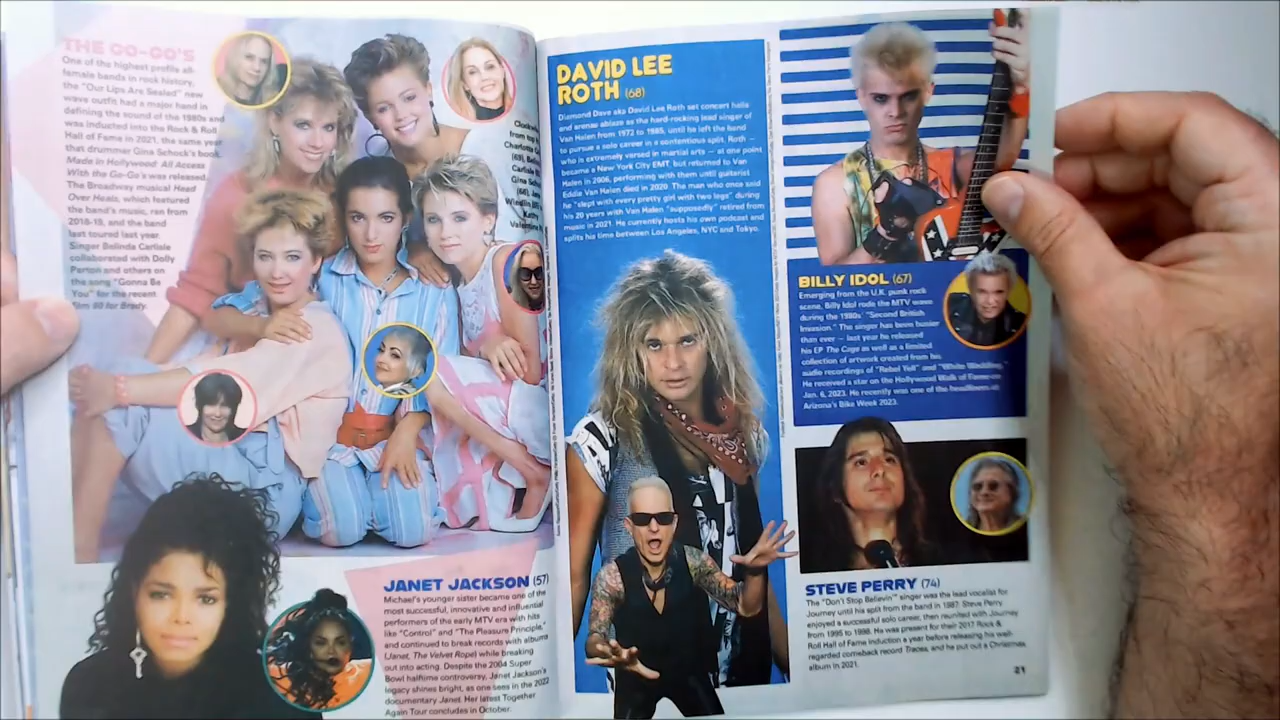 THE GO-GO'S
One of the highest profile all-
female bands in rock history,
the "Our Lips Are Sealed" new
wave outfit had a major hand in
defining the sound of the 1980s and
was inducted into the Rock & Roll
Hall of Fame in 2021, the same year
that drummer Gina Schock's book,
Made in Hollywood: All Access
With the Go-Go's was released.
The Broadway musical Head
Over Heels, which featured
the band's music, ran from
2018-19, and the band
last toured last year.
Singer Belinda Carlisle
collaborated with Dolly
Parton and others on
the song "Gonna Be
You" for the recent
film 80 for Brady.
Clockwise
from top
Charlotte
(69), Belinda
Carlisle
Gina Schock
(66), Jane
Wiedlin
Kathy
Valentine
JANET JACKSON (57)
Michael's younger sister became one of the
most successful, innovative and influential
performers of the early MTV era with hits
like "Control" and "The Pleasure Principle,"
and continued to break records with albums
(Janet, The Velvet Rope) while breaking
out into acting. Despite the 2004 Super
Bowl halftime controversy, Janet Jackson's
legacy shines bright, as one sees in the 2022
documentary Janet. Her latest Together
Again Tour concludes in October.
DAVID LEE
ROTH (68)
Diamond Dave aka David Lee Roth set concert halls
and arenas ablaze as the hard-rocking lead singer of
Van Halen from 1972 to 1985, until he left the band
to pursue a solo career in a contentious split. Roth —
who is extremely versed in martial arts — at one point
became a New York City EMT, but returned to Van
Halen in 2006, performing with them until guitarist
Eddie Van Halen died in 2020. The man who once said
he "slept with every pretty girl with two legs" during
his 20 years with Van Halen "supposedly" retired from
music in 2021. He currently hosts his own podcast and
splits his time between Los Angeles, NYC and Tokyo.
BILLY IDOL (67)
Emerging from the U.K. punk rock
scene, Billy Idol rode the MTV wave
during the 1980s' "Second British
Invasion." The singer has been busier
than ever — last year he released
his EP The Cage as well as a limited
collection of artwork created from his
audio recordings of "Rebel Yell" and "White Wedding."
He received a star on the Hollywood Walk of Fame on
Jan. 6, 2023. He recently was one of the headliners at
Arizona's Bike Week 2023.
STEVE PERRY (74)
The "Don't Stop Believin'" singer was the lead vocalist for
Journey until his split from the band in 1987. Steve Perry
enjoyed a successful solo career, then reunited with Journey
from 1995 to 1998. He was present for their 2017 Rock &
Roll Hall of Fame induction a year before releasing his well-
regarded comeback record Traces, and he put out a Christmas
album in 2021.
21